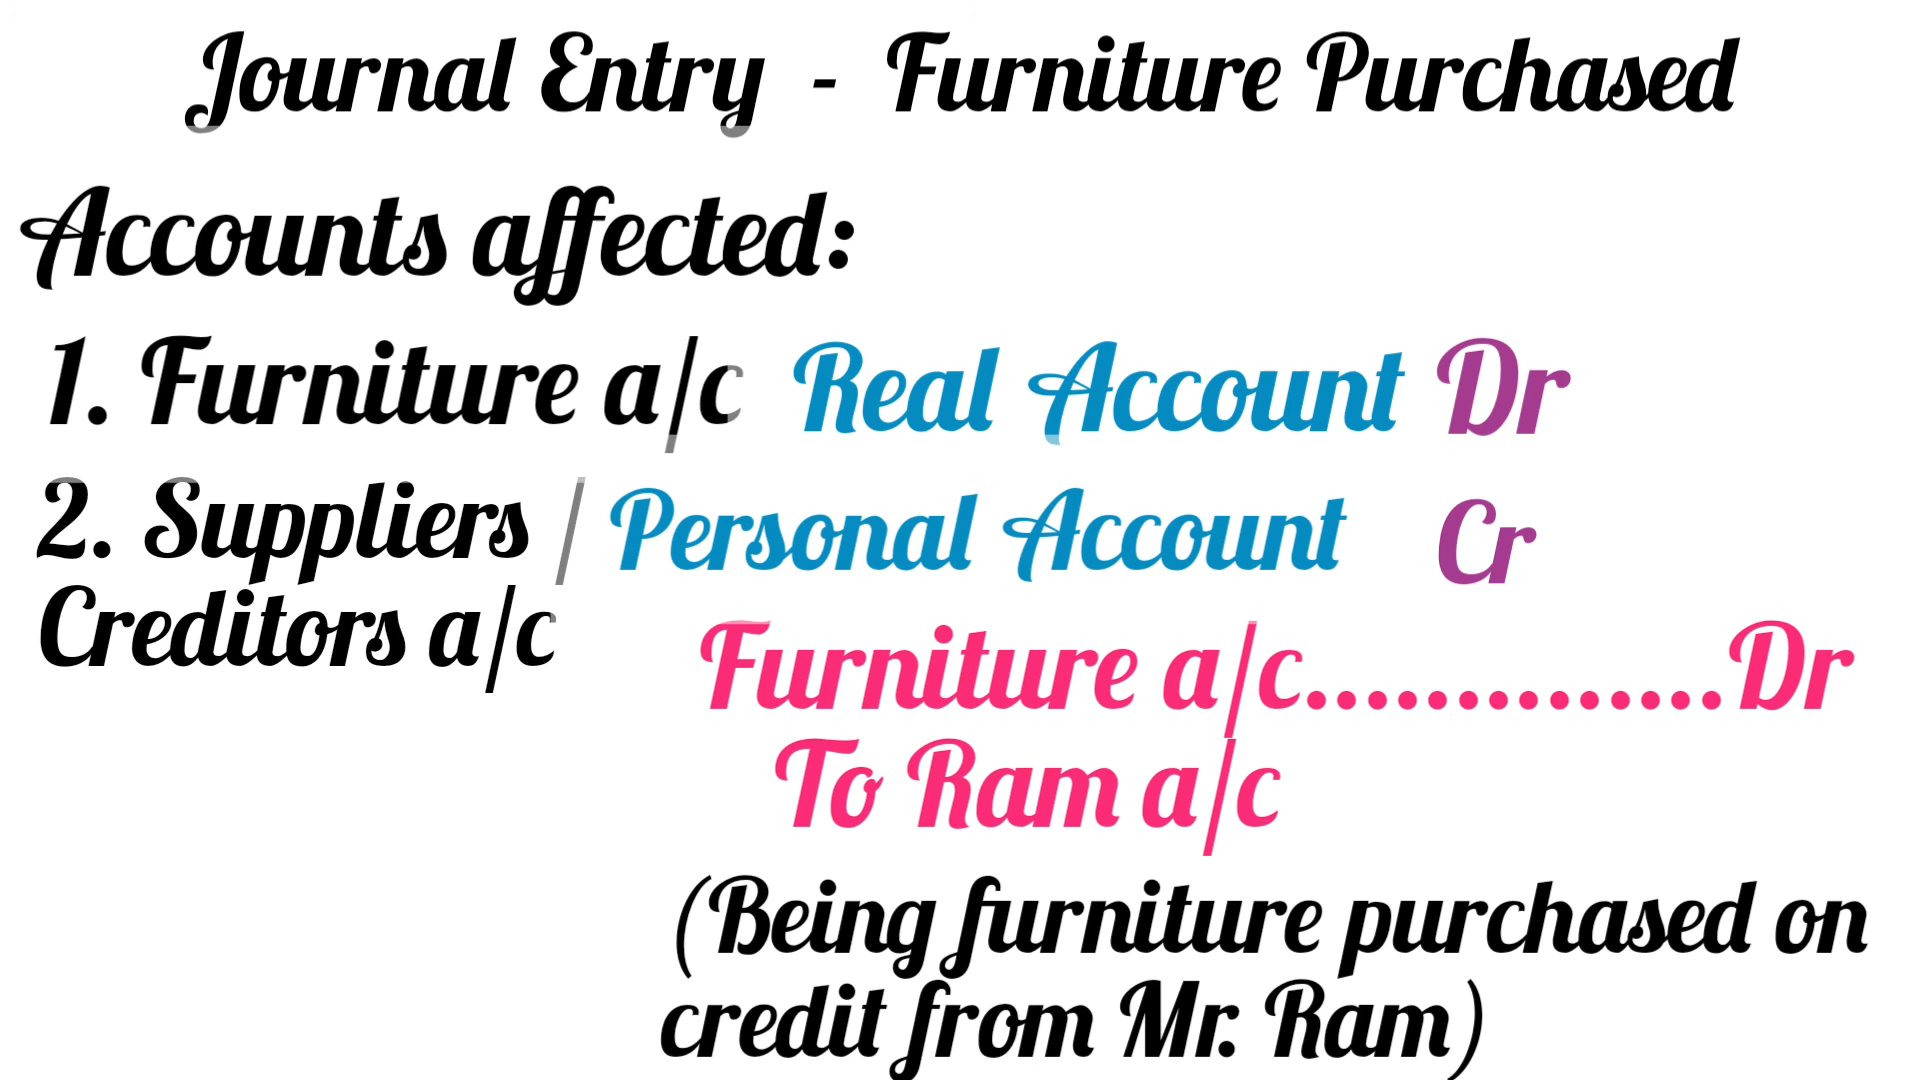 Journal Entry - Furniture Purchased
Accounts affected:
1. Furniture a/c Real Account Dr
2. Suppliers / Personal Account Cr
Creditors a/c
Furniture a/c..............Dr
To Ram a/c
(Being furniture purchased on
credit from Mr. Ram)